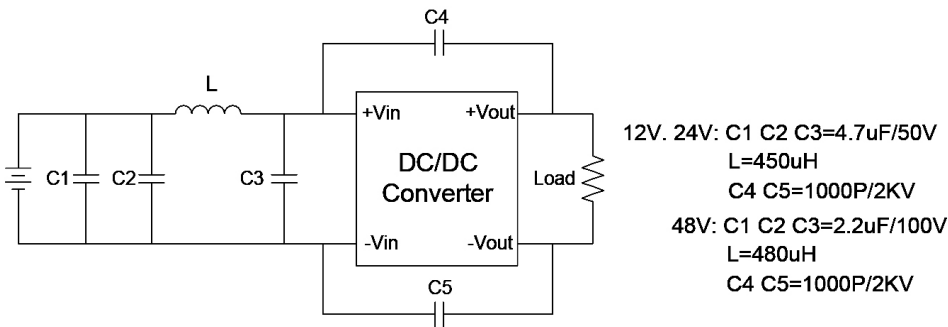 C4
L
+Vin
+Vout
C1
C2
C3
DC/DC
Converter
Load
-Vin
-Vout
C5
12V. 24V: C1 C2 C3=4.7uF/50V
L=450uH
C4 C5=1000P/2KV
48V: C1 C2 C3=2.2uF/100V
L=480uH
C4 C5=1000P/2KV